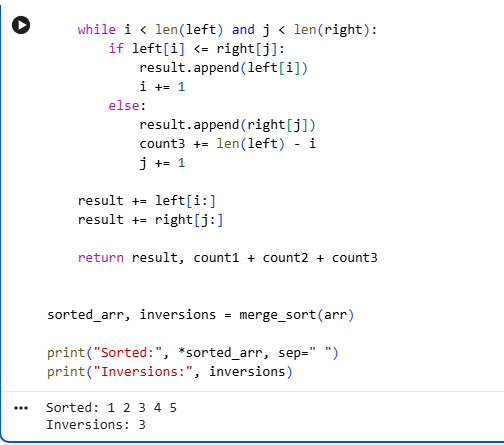 while i < len(left) and j < len(right):
        if left[i] <= right[j]:
            result.append(left[i])
            i += 1
        else:
            result.append(right[j])
            count3 += len(left) - i
            j += 1

    result += left[i:]
    result += right[j:]

    return result, count1 + count2 + count3


sorted_arr, inversions = merge_sort(arr)

print("Sorted:", *sorted_arr, sep=" ")
print("Inversions:", inversions)

Sorted: 1 2 3 4 5
Inversions: 3